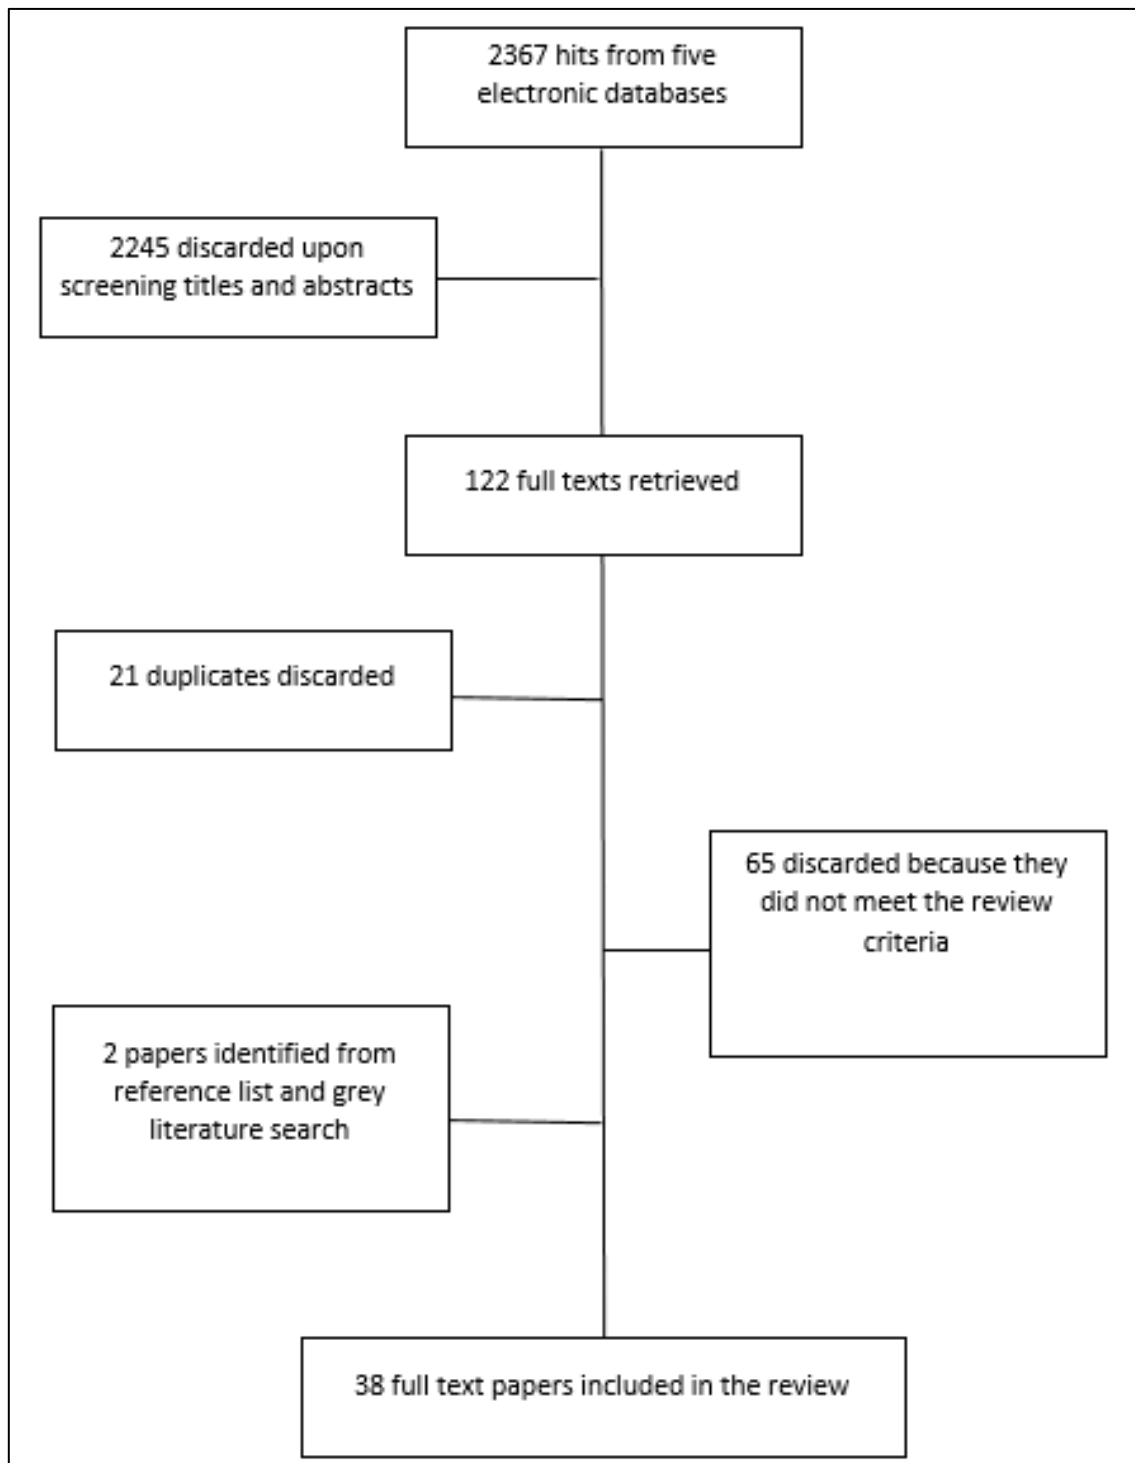 2367 hits from five
electronic databases
2245 discarded upon
screening titles and abstracts
122 full texts retrieved
21 duplicates discarded
65 discarded because they
did not meet the review
criteria
2 papers identified from
reference list and grey
literature search
38 full text papers included in the review